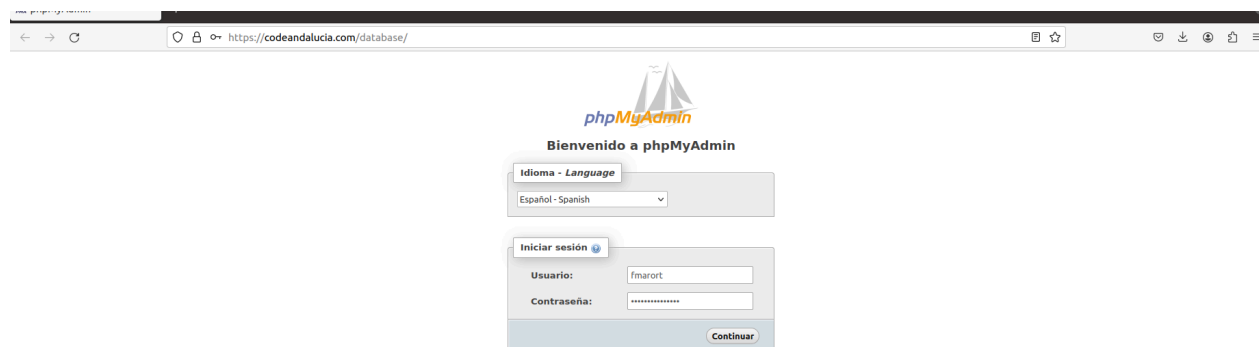 https://codeandalucia.com/database/
phpMyAdmin
Bienvenido a phpMyAdmin
Idioma - Language
Español - Spanish
Iniciar sesión
Usuario: fmarort
Contraseña: •••••••••••••••
Continuar